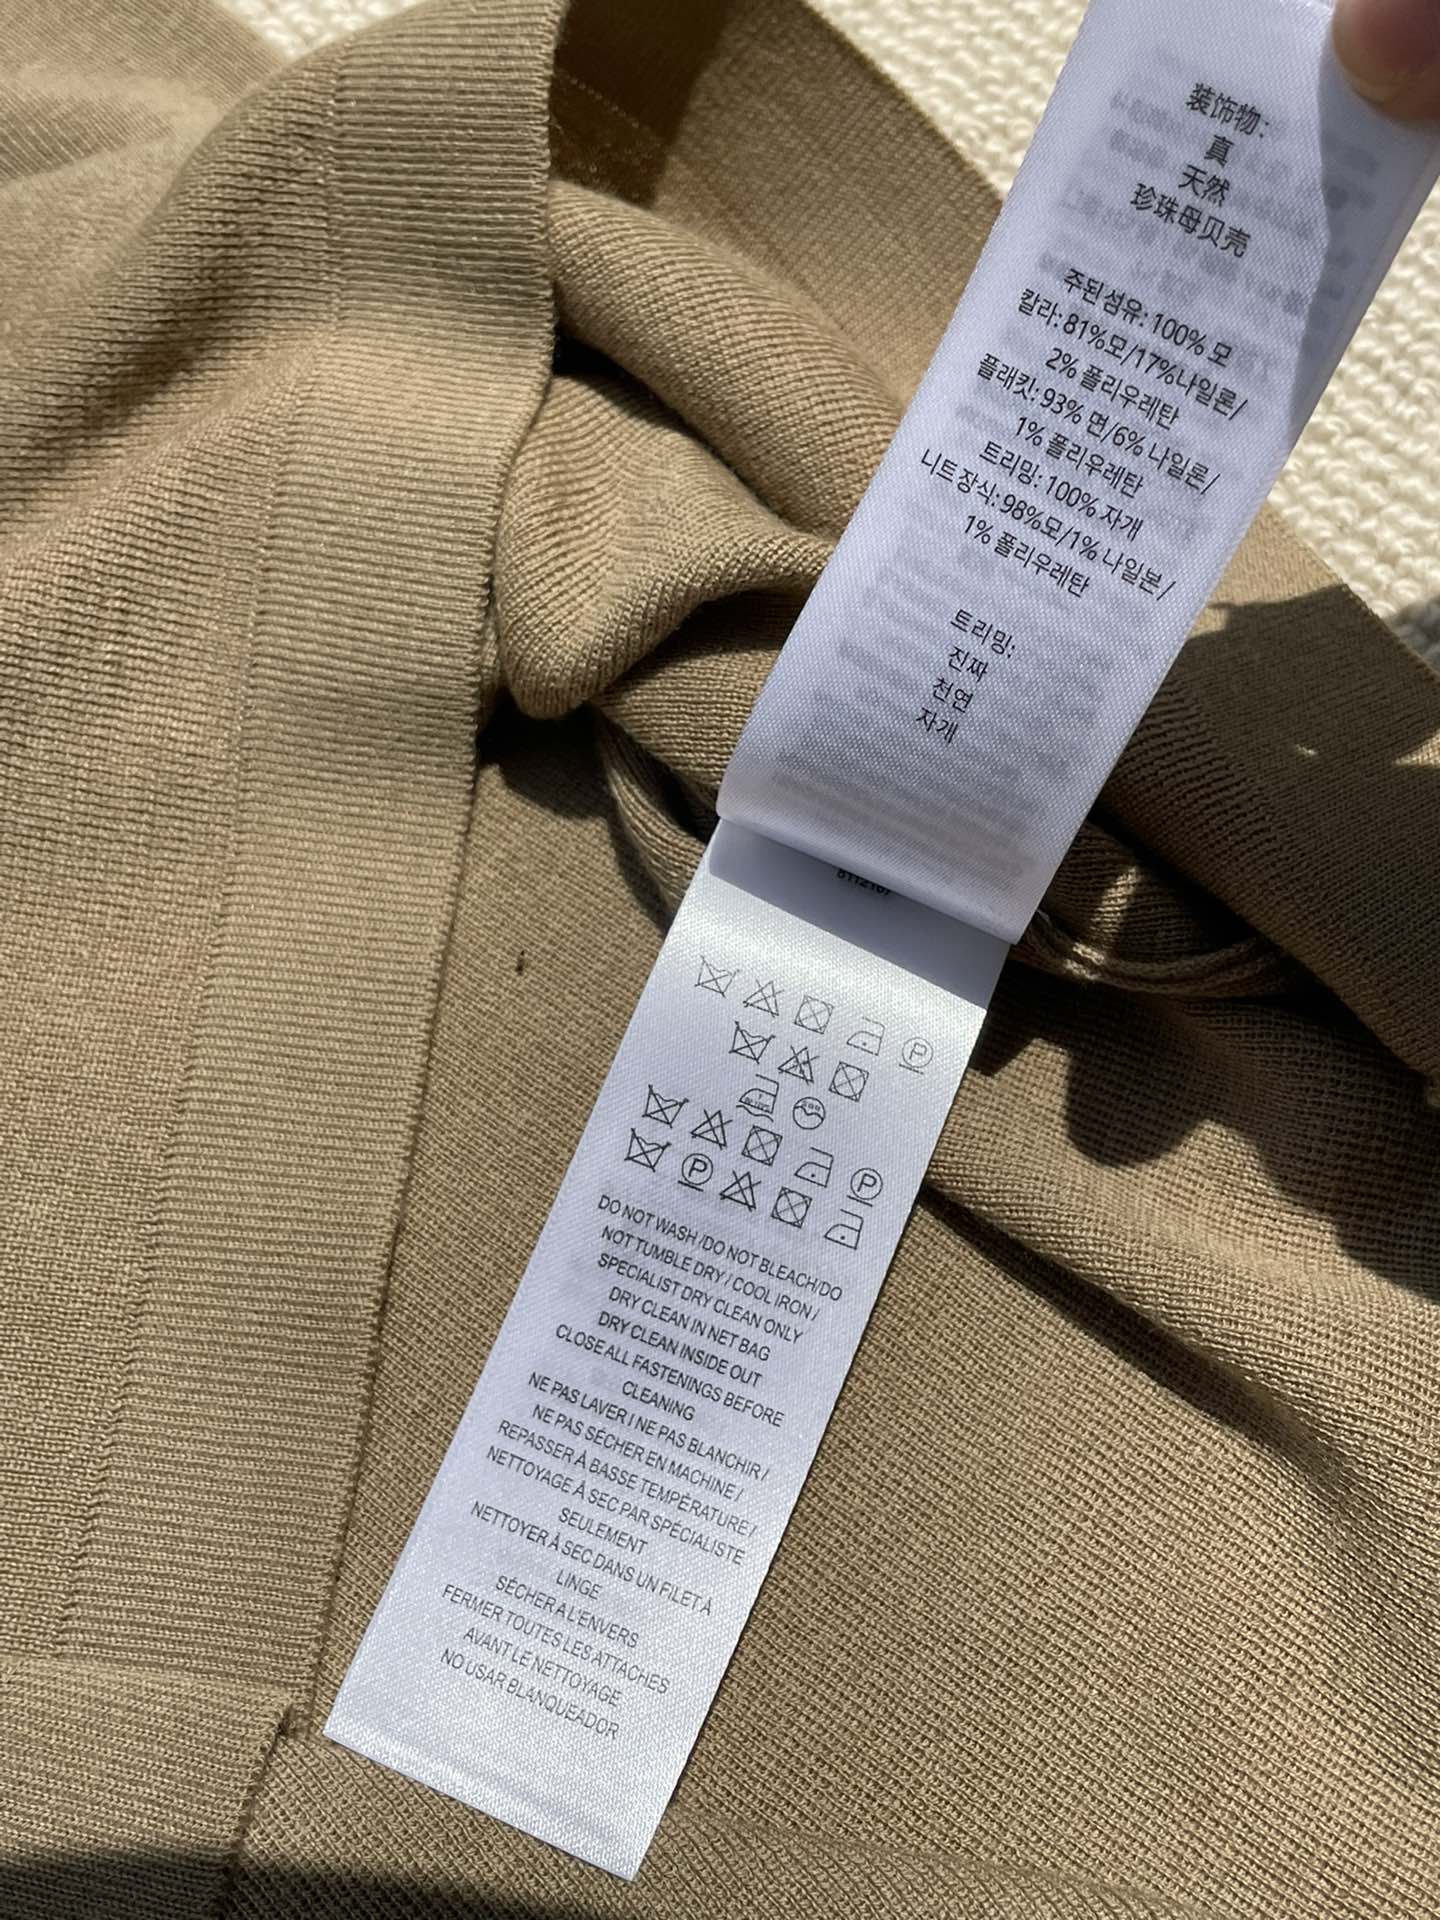 装饰物:
真
天然
珍珠母贝壳
주된섬유: 100% 모
칼라: 81%모/17%나일론/
2% 폴리우레탄
플래킷: 93% 면/6% 나일론/
1% 폴리우레탄
트리밍: 100% 자개
니트장식: 98%모/1% 나일본/
1% 폴리우레탄
트리밍:
진짜
천연
자개
P
P
P
DO NOT WASH /DO NOT BLEACH/DO
NOT TUMBLE DRY / COOL IRON /
SPECIALIST DRY CLEAN ONLY
DRY CLEAN IN NET BAG
DRY CLEAN INSIDE OUT
CLOSE ALL FASTENINGS BEFORE
CLEANING
NE PAS LAVER I NE PAS BLANCHIR /
NE PAS SÉCHER EN MACHINE /
REPASSER À BASSE TEMPÉRATURE /
NETTOYAGE À SEC PAR SPÉCIALISTE
SEULEMENT
NETTOYER À SEC DANS UN FILET À
LINGE
SÉCHER A L'ENVERS
FERMER TOUTES LES ATTACHES
AVANT LE NETTOYAGE
NO USAR BLANQUEADOR